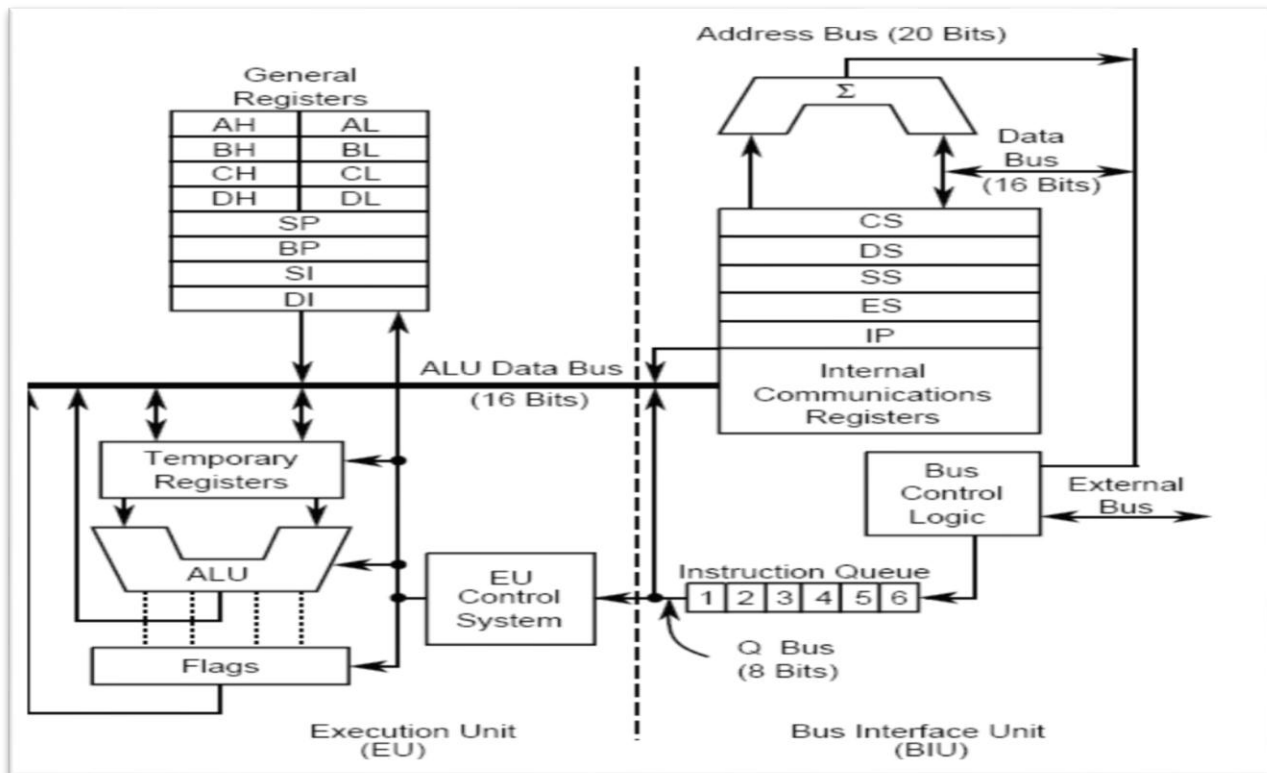 Address Bus (20 Bits)
General
Registers
AH AL
BH BL
CH CL
DH DL
SP
BP
SI
DI
Σ
Data
Bus
(16 Bits)
CS
DS
SS
ES
IP
Internal
Communications
Registers
ALU Data Bus
(16 Bits)
Temporary
Registers
ALU
Flags
EU
Control
System
Bus
Control
Logic
External
Bus
Instruction Queue
1 2 3 4 5 6
Q Bus
(8 Bits)
Execution Unit
(EU)
Bus Interface Unit
(BIU)